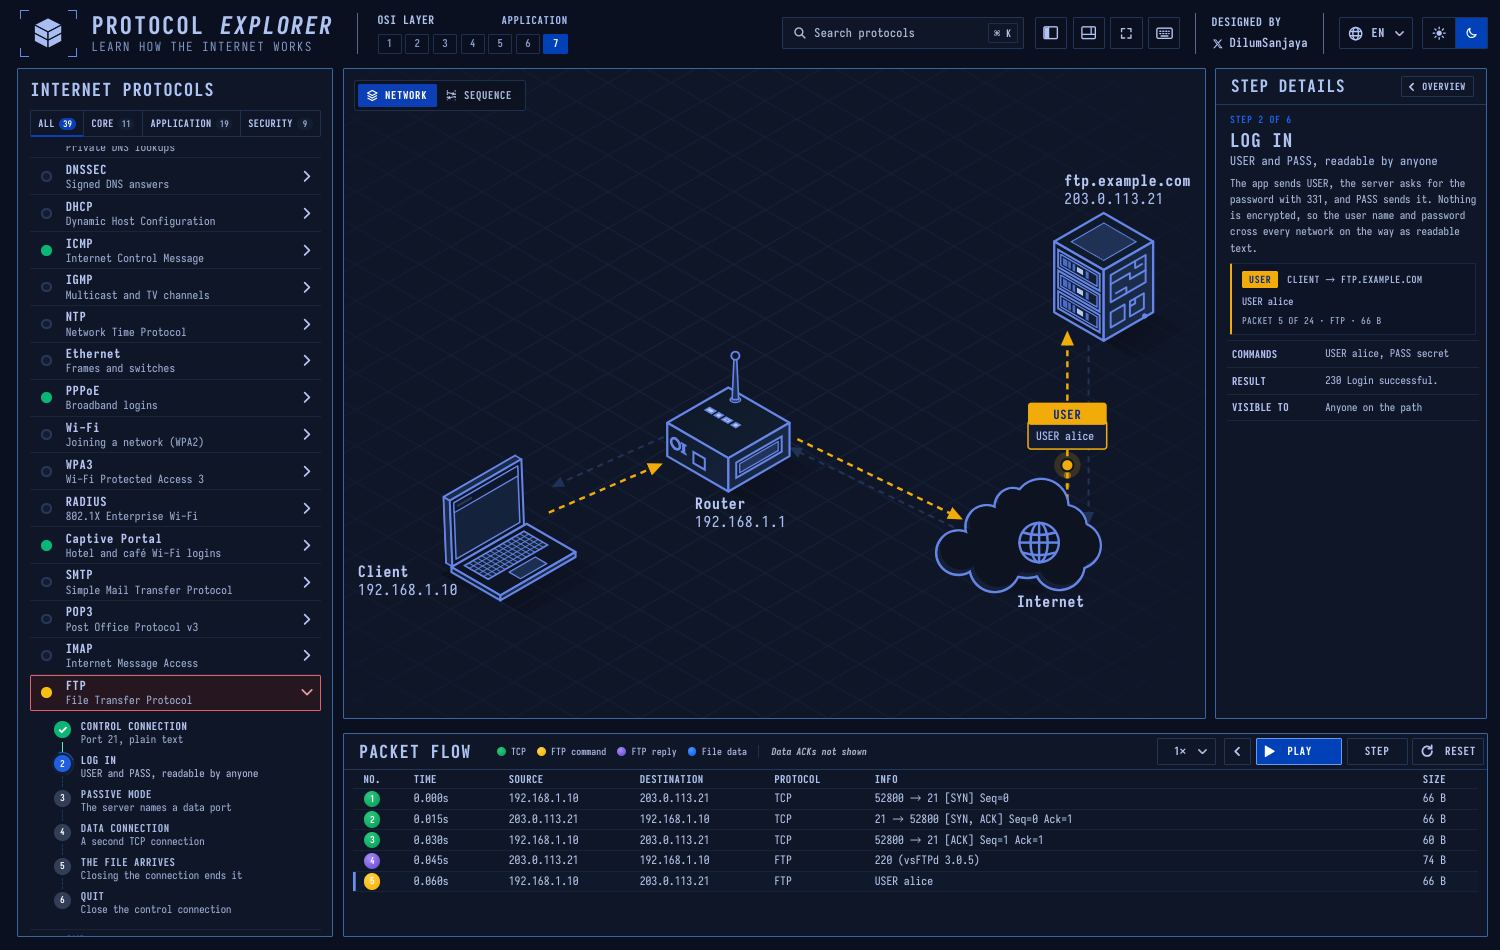 PROTOCOL EXPLORER
LEARN HOW THE INTERNET WORKS
OSI LAYER APPLICATION
1 2 3 4 5 6 7
Search protocols ⌘ K
DESIGNED BY
DilumSanjaya
EN
INTERNET PROTOCOLS
ALL 39 CORE 11 APPLICATION 19 SECURITY 9
Private DNS lookups
DNSSEC
Signed DNS answers
DHCP
Dynamic Host Configuration
ICMP
Internet Control Message
IGMP
Multicast and TV channels
NTP
Network Time Protocol
Ethernet
Frames and switches
PPPoE
Broadband logins
Wi-Fi
Joining a network (WPA2)
WPA3
Wi-Fi Protected Access 3
RADIUS
802.1X Enterprise Wi-Fi
Captive Portal
Hotel and café Wi-Fi logins
SMTP
Simple Mail Transfer Protocol
POP3
Post Office Protocol v3
IMAP
Internet Message Access
FTP
File Transfer Protocol
CONTROL CONNECTION
Port 21, plain text
2 LOG IN
USER and PASS, readable by anyone
3 PASSIVE MODE
The server names a data port
4 DATA CONNECTION
A second TCP connection
5 THE FILE ARRIVES
Closing the connection ends it
6 QUIT
Close the control connection
NETWORK SEQUENCE
ftp.example.com
203.0.113.21
USER
USER alice
Router
192.168.1.1
Client
192.168.1.10
Internet
STEP DETAILS
OVERVIEW
STEP 2 OF 6
LOG IN
USER and PASS, readable by anyone
The app sends USER, the server asks for the
password with 331, and PASS sends it. Nothing
is encrypted, so the user name and password
cross every network on the way as readable
text.
USER CLIENT → FTP.EXAMPLE.COM
USER alice
PACKET 5 OF 24 · FTP · 66 B
COMMANDS USER alice, PASS secret
RESULT 230 Login successful.
VISIBLE TO Anyone on the path
PACKET FLOW
TCP FTP command FTP reply File data Data ACKs not shown
1× PLAY STEP RESET
NO. TIME SOURCE DESTINATION PROTOCOL INFO SIZE
1 0.000s 192.168.1.10 203.0.113.21 TCP 52800 → 21 [SYN] Seq=0 66 B
2 0.015s 203.0.113.21 192.168.1.10 TCP 21 → 52800 [SYN, ACK] Seq=0 Ack=1 66 B
3 0.030s 192.168.1.10 203.0.113.21 TCP 52800 → 21 [ACK] Seq=1 Ack=1 60 B
4 0.045s 203.0.113.21 192.168.1.10 FTP 220 (vsFTPd 3.0.5) 74 B
5 0.060s 192.168.1.10 203.0.113.21 FTP USER alice 66 B